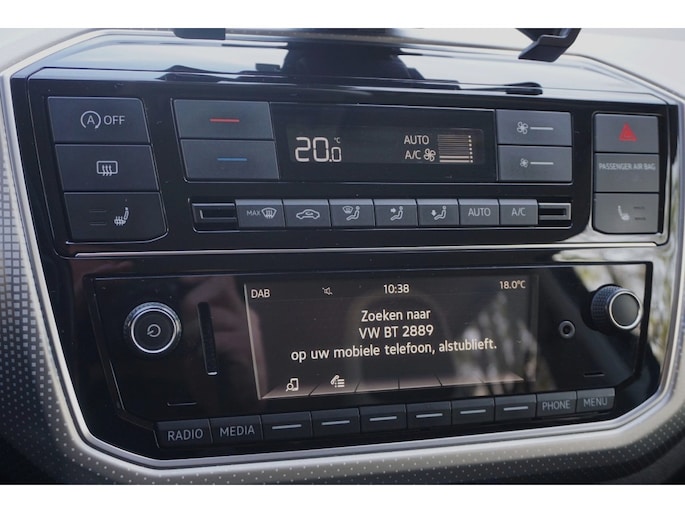 OFF
20.0 °C
AUTO
A/C
PASSENGER AIR BAG
MAX
AUTO
A/C
DAB
10:38
18.0°C
Zoeken naar
VW BT 2889
op uw mobiele telefoon, alstublieft.
RADIO
MEDIA
PHONE
MENU